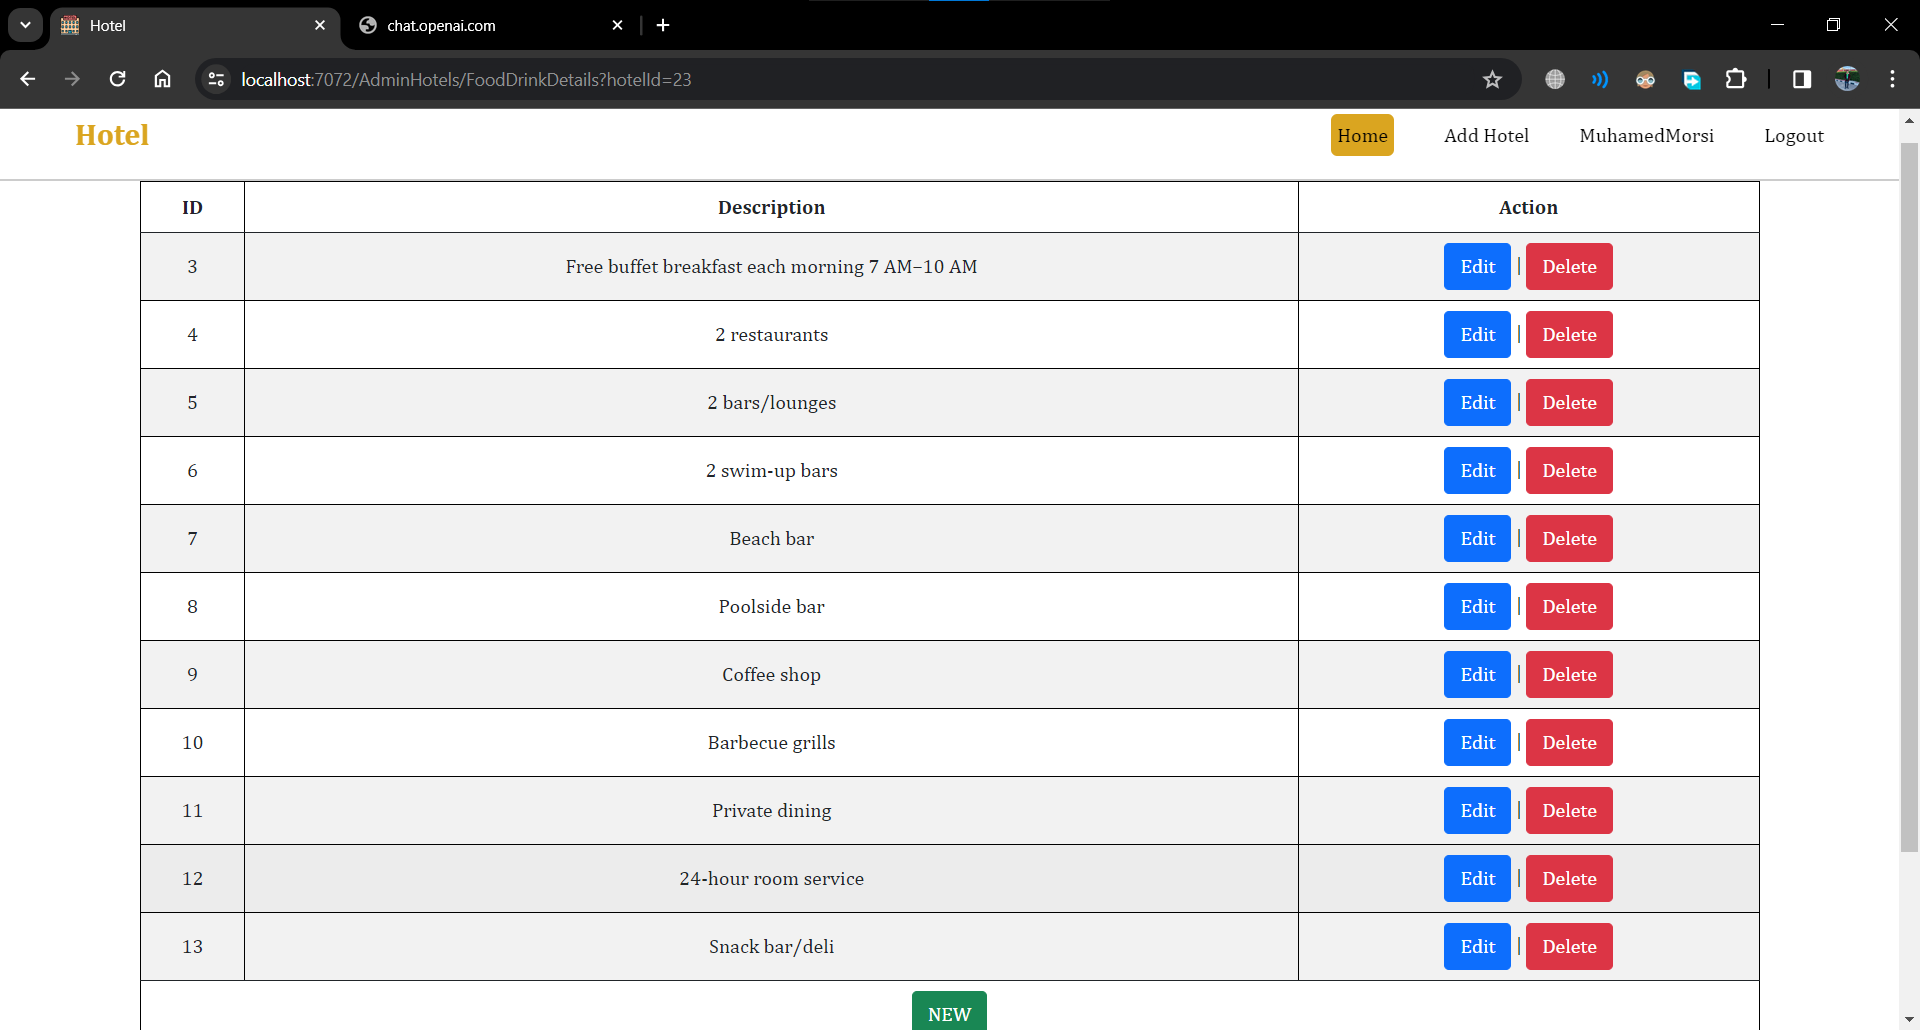 Hotel
chat.openai.com
localhost:7072/AdminHotels/FoodDrinkDetails?hotelId=23
Hotel Home Add Hotel MuhamedMorsi Logout
ID Description Action
3 Free buffet breakfast each morning 7 AM–10 AM Edit | Delete
4 2 restaurants Edit | Delete
5 2 bars/lounges Edit | Delete
6 2 swim-up bars Edit | Delete
7 Beach bar Edit | Delete
8 Poolside bar Edit | Delete
9 Coffee shop Edit | Delete
10 Barbecue grills Edit | Delete
11 Private dining Edit | Delete
12 24-hour room service Edit | Delete
13 Snack bar/deli Edit | Delete
NEW